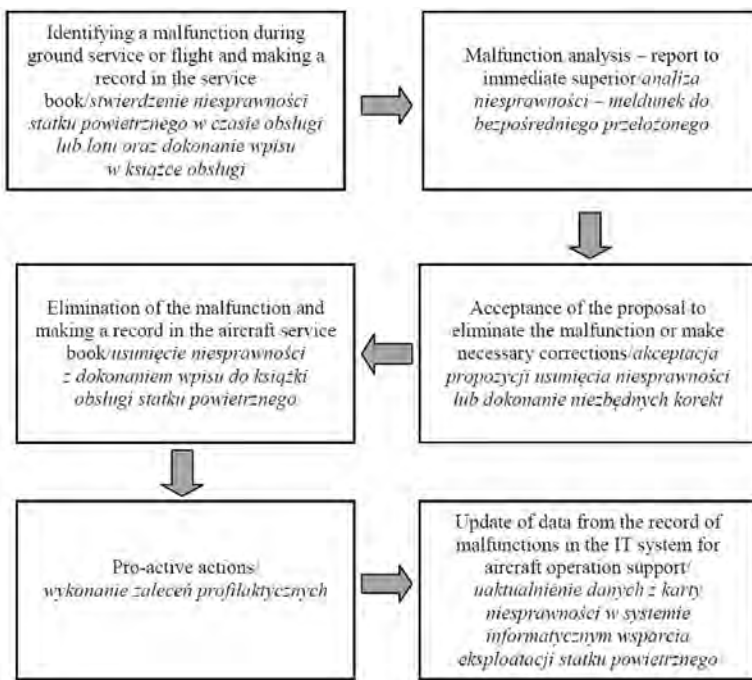 Identifying a malfunction during
ground service or flight and making a
record in the service
book/stwierdzenie niesprawności
statku powietrznego w czasie obsługi
lub lotu oraz dokonanie wpisu
w książce obsługi
Malfunction analysis – report to
immediate superior/analiza
niesprawności – meldunek do
bezpośredniego przełożonego
Acceptance of the proposal to
eliminate the malfunction or make
necessary corrections/akceptacja
propozycji usunięcia niesprawności
lub dokonanie niezbędnych korekt
Elimination of the malfunction and
making a record in the aircraft service
book/usunięcie niesprawności
z dokonaniem wpisu do książki
obsługi statku powietrznego
Pro-active actions/
wykonanie zaleceń profilaktycznych
Update of data from the record of
malfunctions in the IT system for
aircraft operation support/
uaktualnienie danych z karty
niesprawności w systemie
informatycznym wsparcia
eksploatacji statku powietrznego